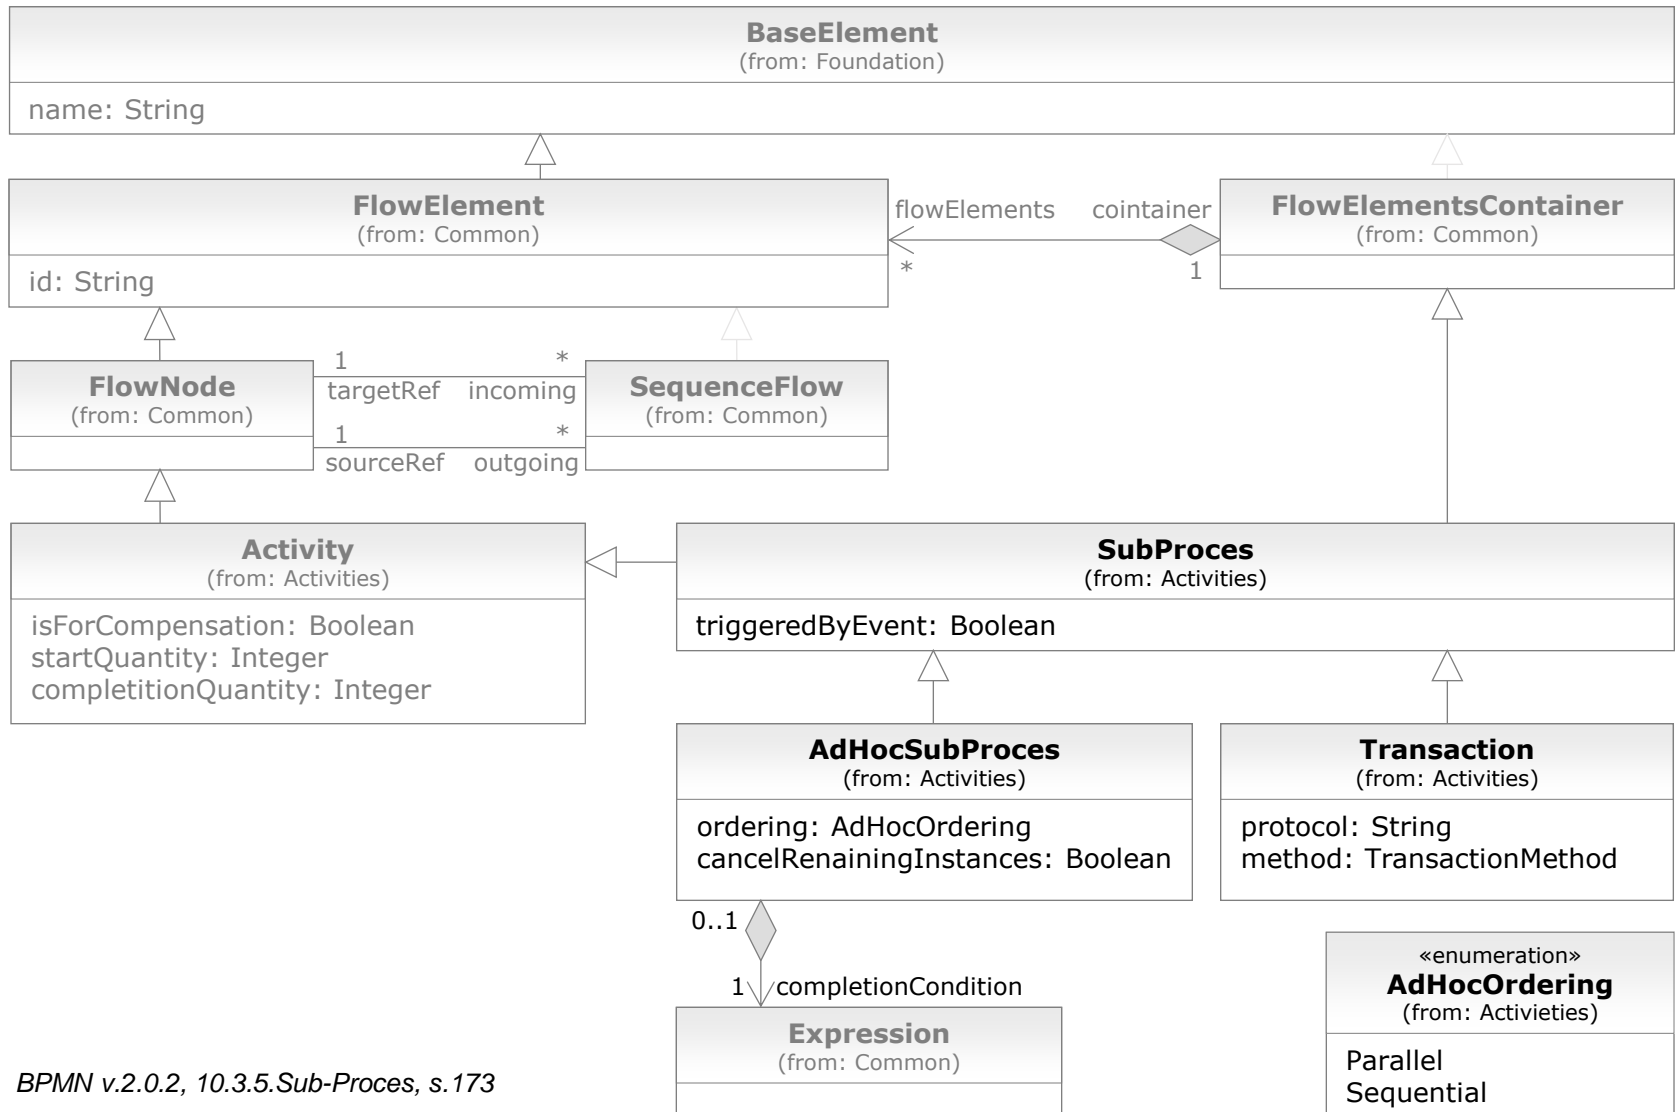 BaseElement
(from: Foundation)
name: String
FlowElement
(from: Common)
id: String
flowElements
cointainer
*
1
FlowElementsContainer
(from: Common)
FlowNode
(from: Common)
1
*
targetRef
incoming
1
*
sourceRef
outgoing
SequenceFlow
(from: Common)
Activity
(from: Activities)
isForCompensation: Boolean
startQuantity: Integer
completitionQuantity: Integer
SubProces
(from: Activities)
triggeredByEvent: Boolean
AdHocSubProces
(from: Activities)
ordering: AdHocOrdering
cancelRenainingInstances: Boolean
Transaction
(from: Activities)
protocol: String
method: TransactionMethod
0..1
1
completionCondition
Expression
(from: Common)
«enumeration»
AdHocOrdering
(from: Activieties)
Parallel
Sequential
BPMN v.2.0.2, 10.3.5.Sub-Proces, s.173